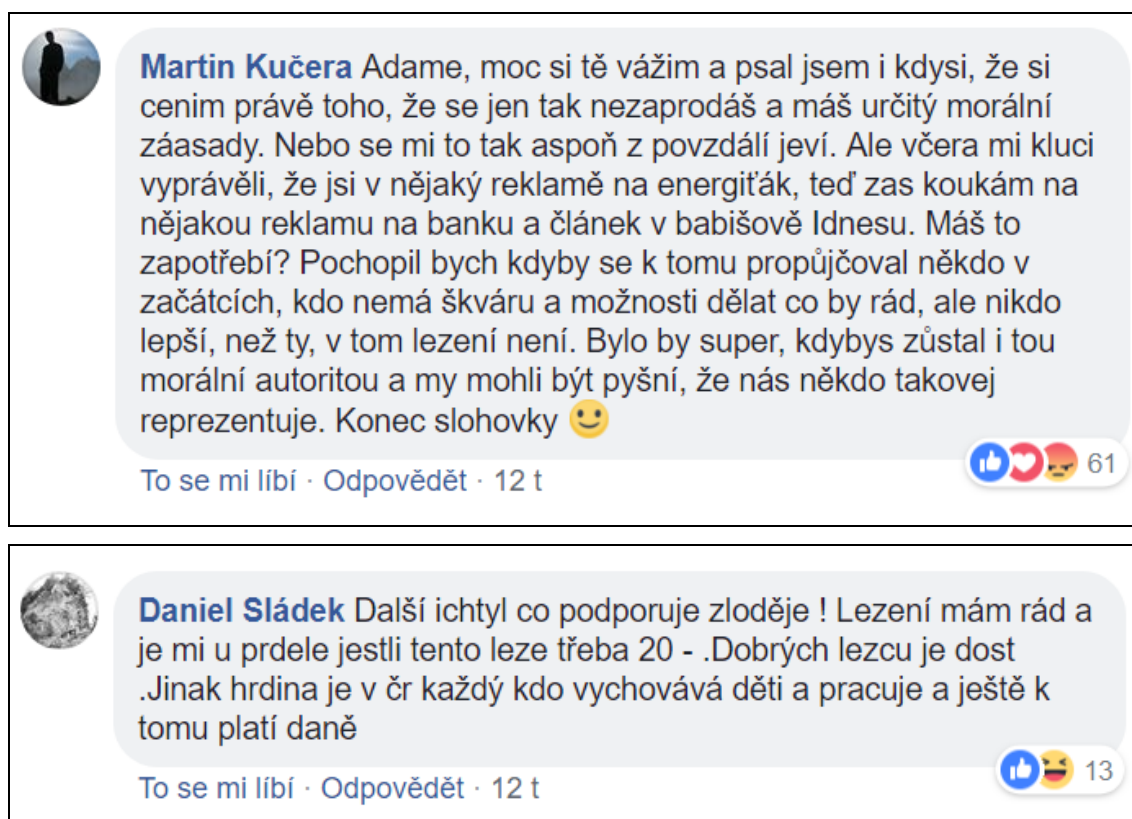 Martin Kučera Adame, moc si tě vážim a psal jsem i kdysi, že si
cenim právě toho, že se jen tak nezaprodáš a máš určitý morální
záasady. Nebo se mi to tak aspoň z povzdálí jeví. Ale včera mi kluci
vyprávěli, že jsi v nějaký reklamě na energiťák, teď zas koukám na
nějakou reklamu na banku a článek v babišově Idnesu. Máš to
zapotřebí? Pochopil bych kdyby se k tomu propůjčoval někdo v
začátcích, kdo nemá škváru a možnosti dělat co by rád, ale nikdo
lepší, než ty, v tom lezení není. Bylo by super, kdybys zůstal i tou
morální autoritou a my mohli být pyšní, že nás někdo takovej
reprezentuje. Konec slohovky 🙂
61
To se mi líbí · Odpovědět · 12 t
Daniel Sládek Další ichtyl co podporuje zloděje ! Lezení mám rád a
je mi u prdele jestli tento leze třeba 20 - .Dobrých lezcu je dost
.Jinak hrdina je v čr každý kdo vychovává děti a pracuje a ještě k
tomu platí daně
13
To se mi líbí · Odpovědět · 12 t